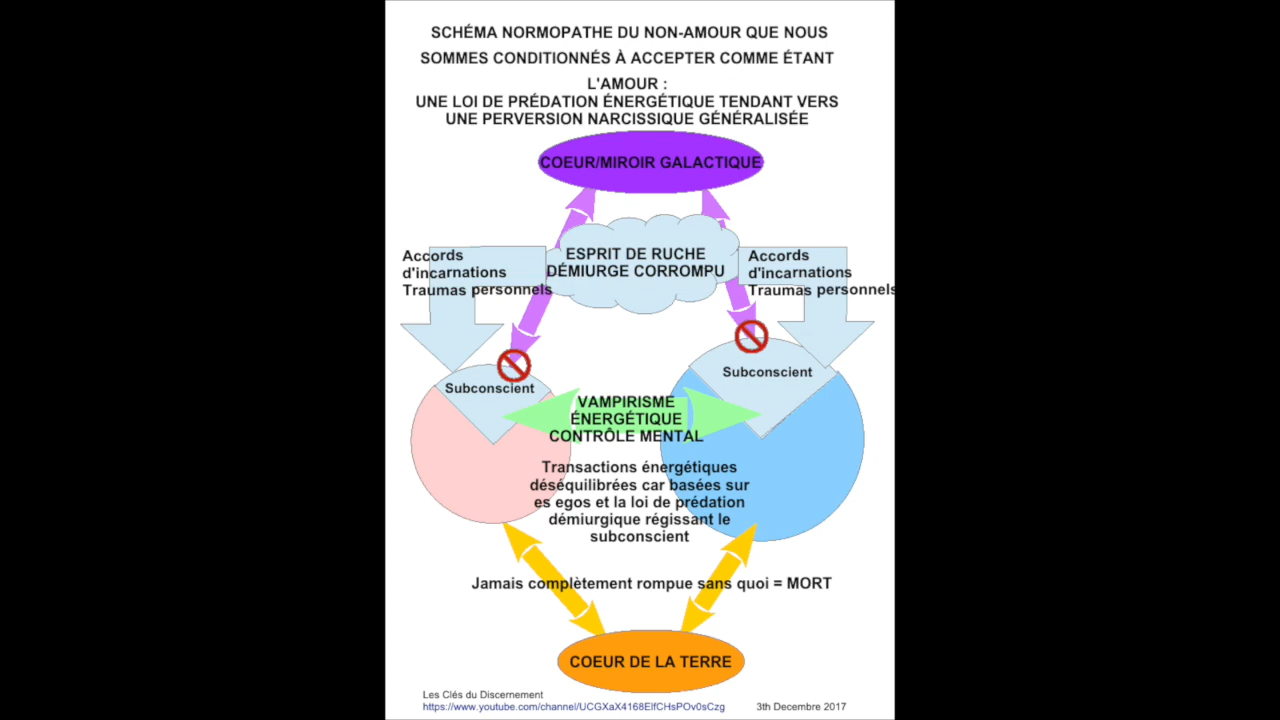 SCHÉMA NORMOPATHE DU NON-AMOUR QUE NOUS
SOMMES CONDITIONNÉS À ACCEPTER COMME ÉTANT
L'AMOUR :
UNE LOI DE PRÉDATION ÉNERGÉTIQUE TENDANT VERS
UNE PERVERSION NARCISSIQUE GÉNÉRALISÉE
COEUR/MIROIR GALACTIQUE
ESPRIT DE RUCHE
DÉMIURGE CORROMPU
Accords
d'incarnations
Traumas personnels
Accords
d'incarnations
Traumas personnels
Subconscient
Subconscient
VAMPIRISME
ÉNERGÉTIQUE
CONTRÔLE MENTAL
Transactions énergétiques
déséquilibrées car basées sur
es egos et la loi de prédation
démiurgique régissant le
subconscient
Jamais complètement rompue sans quoi = MORT
COEUR DE LA TERRE
Les Clés du Discernement
https://www.youtube.com/channel/UCGXaX4168ElfCHsPOv0sCzg
3th Decembre 2017